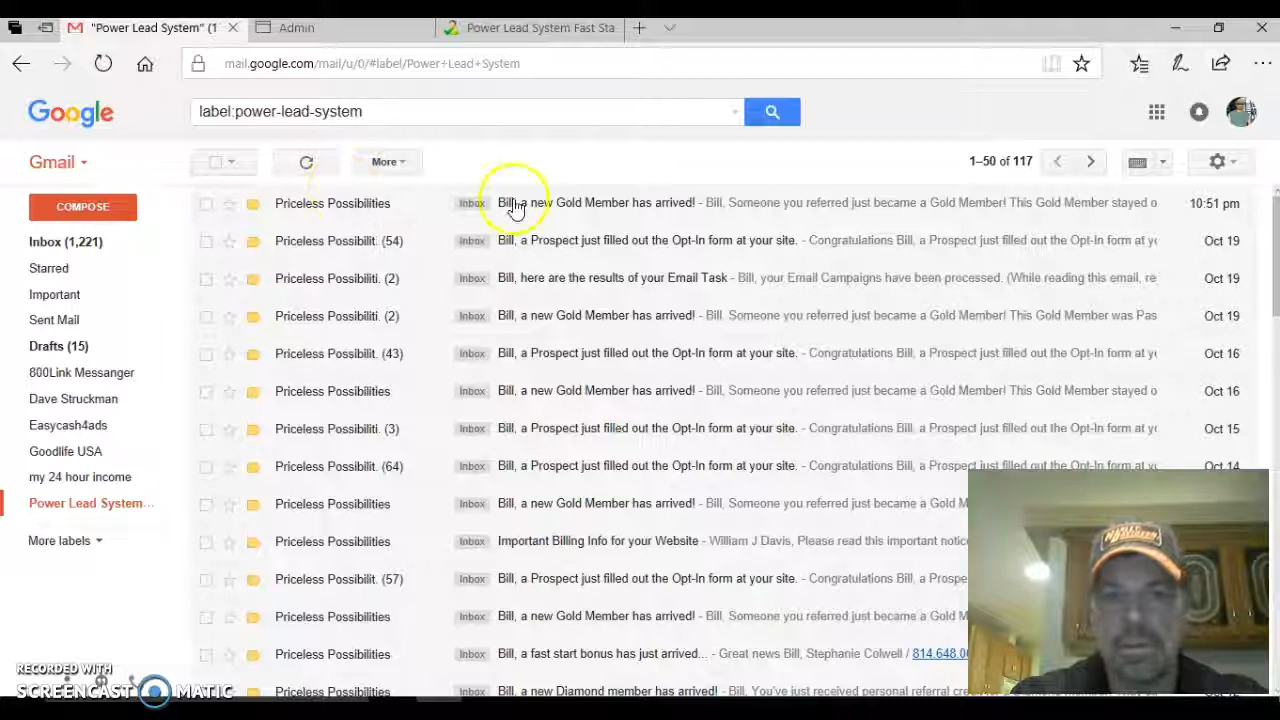 "Power Lead System" (1
Admin
Power Lead System Fast Sta
mail.google.com/mail/u/0/#label/Power+Lead+System
Google
label:power-lead-system
Gmail
More
1–50 of 117
COMPOSE
Inbox (1,221)
Starred
Important
Sent Mail
Drafts (15)
800Link Messanger
Dave Struckman
Easycash4ads
Goodlife USA
my 24 hour income
Power Lead System...
More labels
Priceless Possibilities Inbox Bill, a new Gold Member has arrived! - Bill, Someone you referred just became a Gold Member! This Gold Member stayed o 10:51 pm
Priceless Possibilit. (54) Inbox Bill, a Prospect just filled out the Opt-In form at your site. - Congratulations Bill, a Prospect just filled out the Opt-In form at yo Oct 19
Priceless Possibiliti. (2) Inbox Bill, here are the results of your Email Task - Bill, your Email Campaigns have been processed. (While reading this email, re Oct 19
Priceless Possibiliti. (2) Inbox Bill, a new Gold Member has arrived! - Bill, Someone you referred just became a Gold Member! This Gold Member was Pas Oct 19
Priceless Possibilit. (43) Inbox Bill, a Prospect just filled out the Opt-In form at your site. - Congratulations Bill, a Prospect just filled out the Opt-In form at yo Oct 16
Priceless Possibilities Inbox Bill, a new Gold Member has arrived! - Bill, Someone you referred just became a Gold Member! This Gold Member stayed o Oct 16
Priceless Possibiliti. (3) Inbox Bill, a Prospect just filled out the Opt-In form at your site. - Congratulations Bill, a Prospect just filled out the Opt-In form at yo Oct 15
Priceless Possibilit. (64) Inbox Bill, a Prospect just filled out the Opt-In form at your site. - Congratulations Bill, a Prospect just filled out the Opt-In form at yo Oct 14
Priceless Possibilities Inbox Bill, a new Gold Member has arrived! - Bill, Someone you referred just became a Gold Membe
Priceless Possibilities Inbox Important Billing Info for your Website - William J Davis, Please read this important notice
Priceless Possibilit. (57) Inbox Bill, a Prospect just filled out the Opt-In form at your site. - Congratulations Bill, a Prospe
Priceless Possibilities Inbox Bill, a new Gold Member has arrived! - Bill, Someone you referred just became a Gold M
Priceless Possibilities Inbox Bill, a fast start bonus has just arrived... - Great news Bill, Stephanie Colwell / 814.648.0
Priceless Possibilities Inbox Bill, a new Diamond member has arrived! - Bill, You've just received personal referral cre
RECORDED WITH
SCREENCAST MATIC